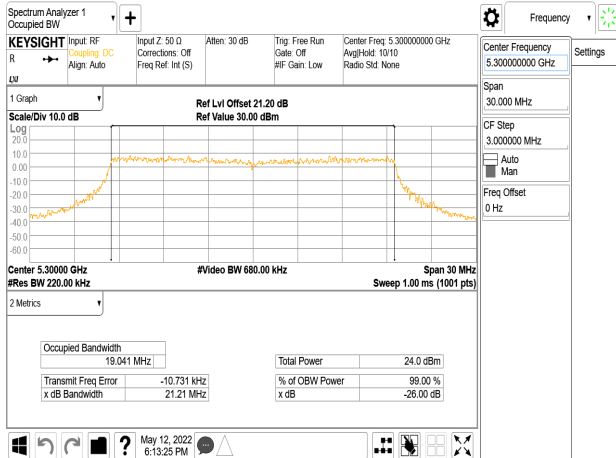 Spectrum Analyzer 1
Occupied BW
▼
+
Frequency
▼
KEYSIGHT
R
LXI
Input: RF
Coupling: DC
Align: Auto
Input Z: 50 Ω
Corrections: Off
Freq Ref: Int (S)
Atten: 30 dB
Trig: Free Run
Gate: Off
#IF Gain: Low
Center Freq: 5.300000000 GHz
Avg|Hold: 10/10
Radio Std: None
Center Frequency
5.300000000 GHz
Settings
Span
30.000 MHz
CF Step
3.000000 MHz
Auto
Man
Freq Offset
0 Hz
1 Graph
▼
Scale/Div 10.0 dB
Ref Lvl Offset 21.20 dB
Ref Value 30.00 dBm
Log
20.0
10.0
0.00
-10.0
-20.0
-30.0
-40.0
-50.0
-60.0
Center 5.30000 GHz
#Video BW 680.00 kHz
Span 30 MHz
#Res BW 220.00 kHz
Sweep 1.00 ms (1001 pts)
2 Metrics
▼
Occupied Bandwidth
19.041 MHz
Total Power 24.0 dBm
Transmit Freq Error -10.731 kHz
% of OBW Power 99.00 %
x dB Bandwidth 21.21 MHz
x dB -26.00 dB
?
May 12, 2022
6:13:25 PM